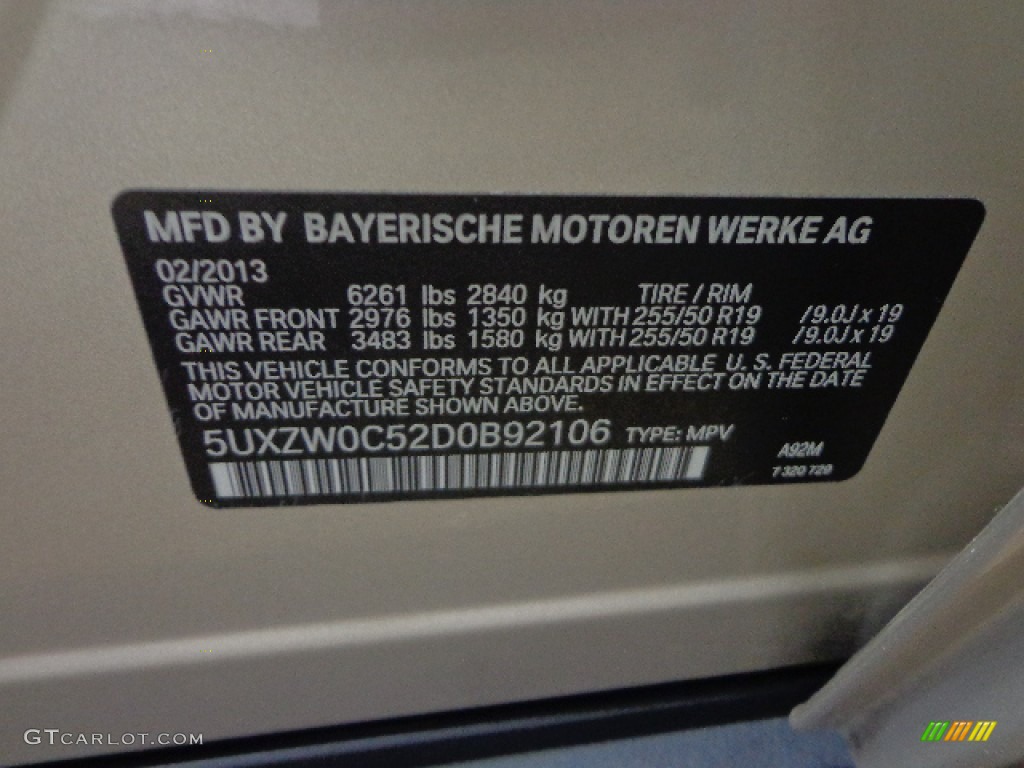 MFD BY BAYERISCHE MOTOREN WERKE AG
02/2013
GVWR 6261 lbs 2840 kg TIRE / RIM
GAWR FRONT 2976 lbs 1350 kg WITH 255/50 R19 /9.0J x 19
GAWR REAR 3483 lbs 1580 kg WITH 255/50 R19 /9.0J x 19
THIS VEHICLE CONFORMS TO ALL APPLICABLE U. S. FEDERAL
MOTOR VEHICLE SAFETY STANDARDS IN EFFECT ON THE DATE
OF MANUFACTURE SHOWN ABOVE.
5UXZW0C52D0B92106 TYPE: MPV
A92M
7 320 729
GTCARLOT.COM